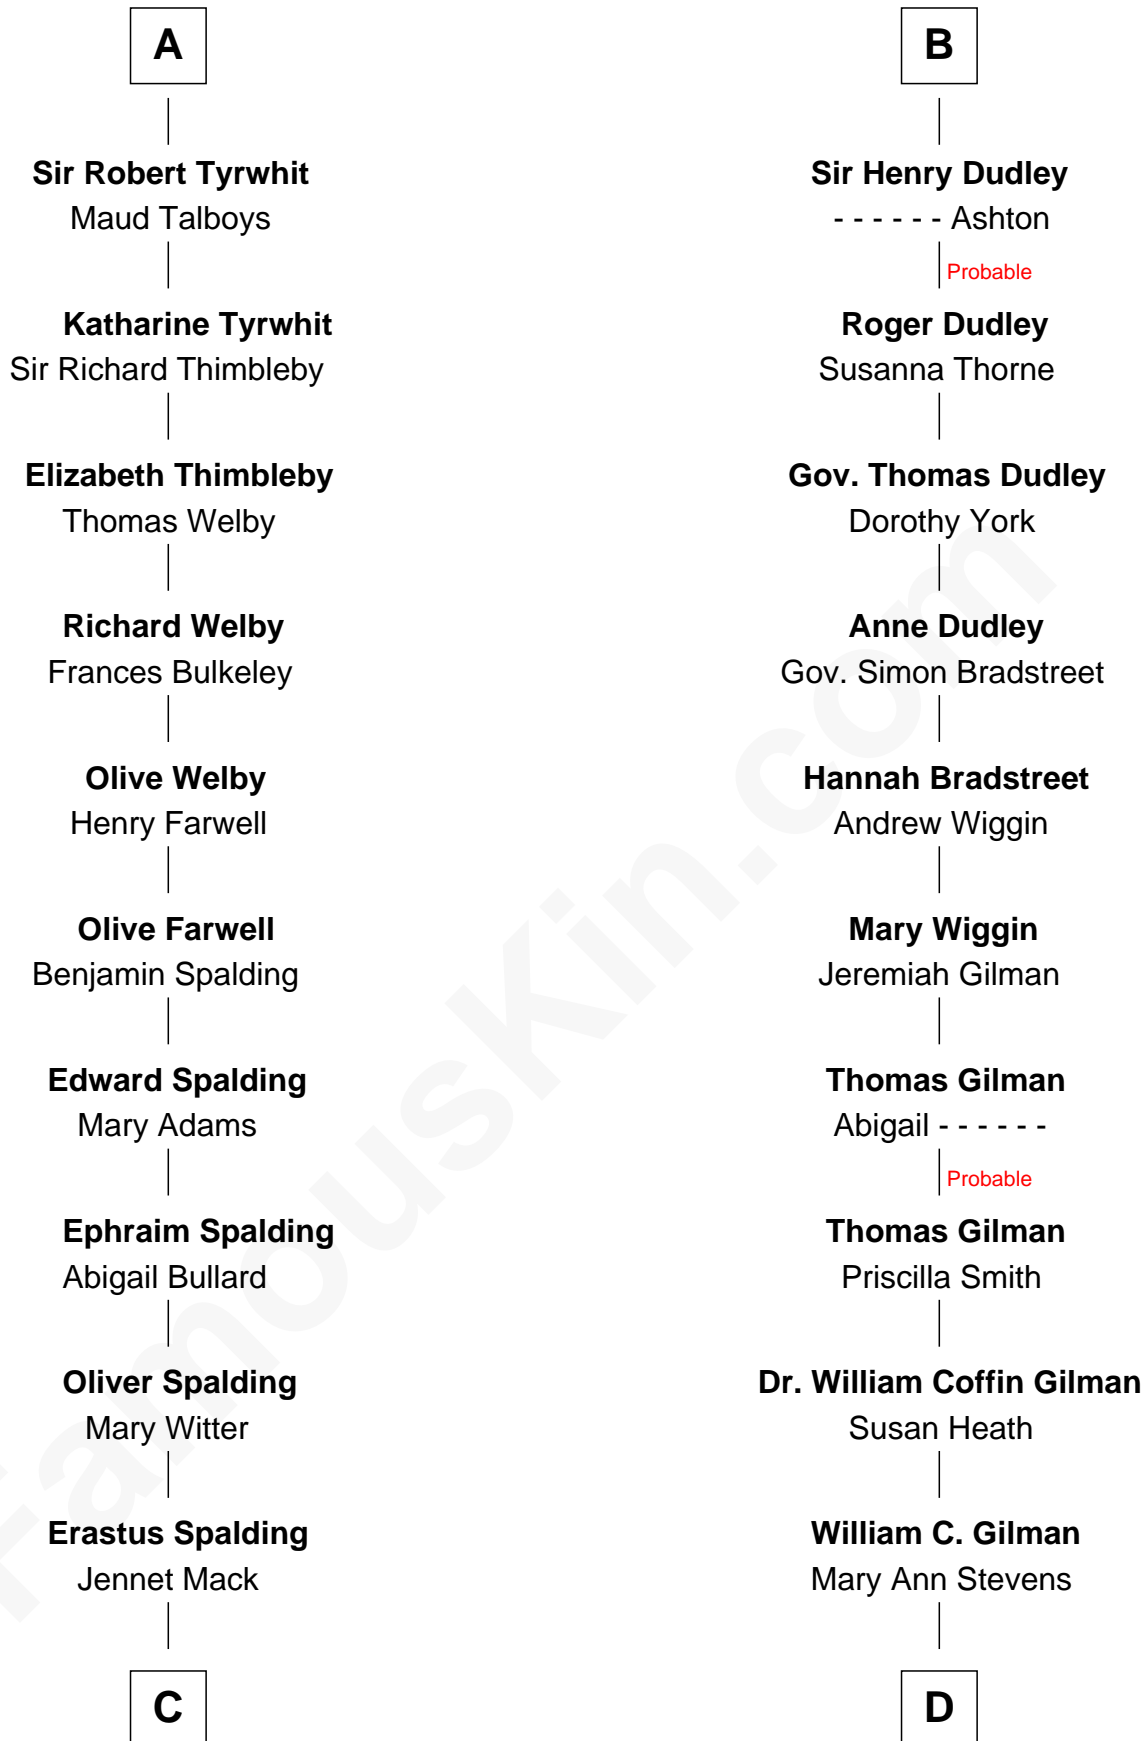 A
Sir Robert Tyrwhit
Maud Talboys
Katharine Tyrwhit
Sir Richard Thimbleby
Elizabeth Thimbleby
Thomas Welby
Richard Welby
Frances Bulkeley
Olive Welby
Henry Farwell
Olive Farwell
Benjamin Spalding
Edward Spalding
Mary Adams
Ephraim Spalding
Abigail Bullard
Oliver Spalding
Mary Witter
Erastus Spalding
Jennet Mack
C
B
Sir Henry Dudley
- - - - - - Ashton
Probable
Roger Dudley
Susanna Thorne
Gov. Thomas Dudley
Dorothy York
Anne Dudley
Gov. Simon Bradstreet
Hannah Bradstreet
Andrew Wiggin
Mary Wiggin
Jeremiah Gilman
Thomas Gilman
Abigail - - - - - -
Probable
Thomas Gilman
Priscilla Smith
Dr. William Coffin Gilman
Susan Heath
William C. Gilman
Mary Ann Stevens
D
FamousKin.com